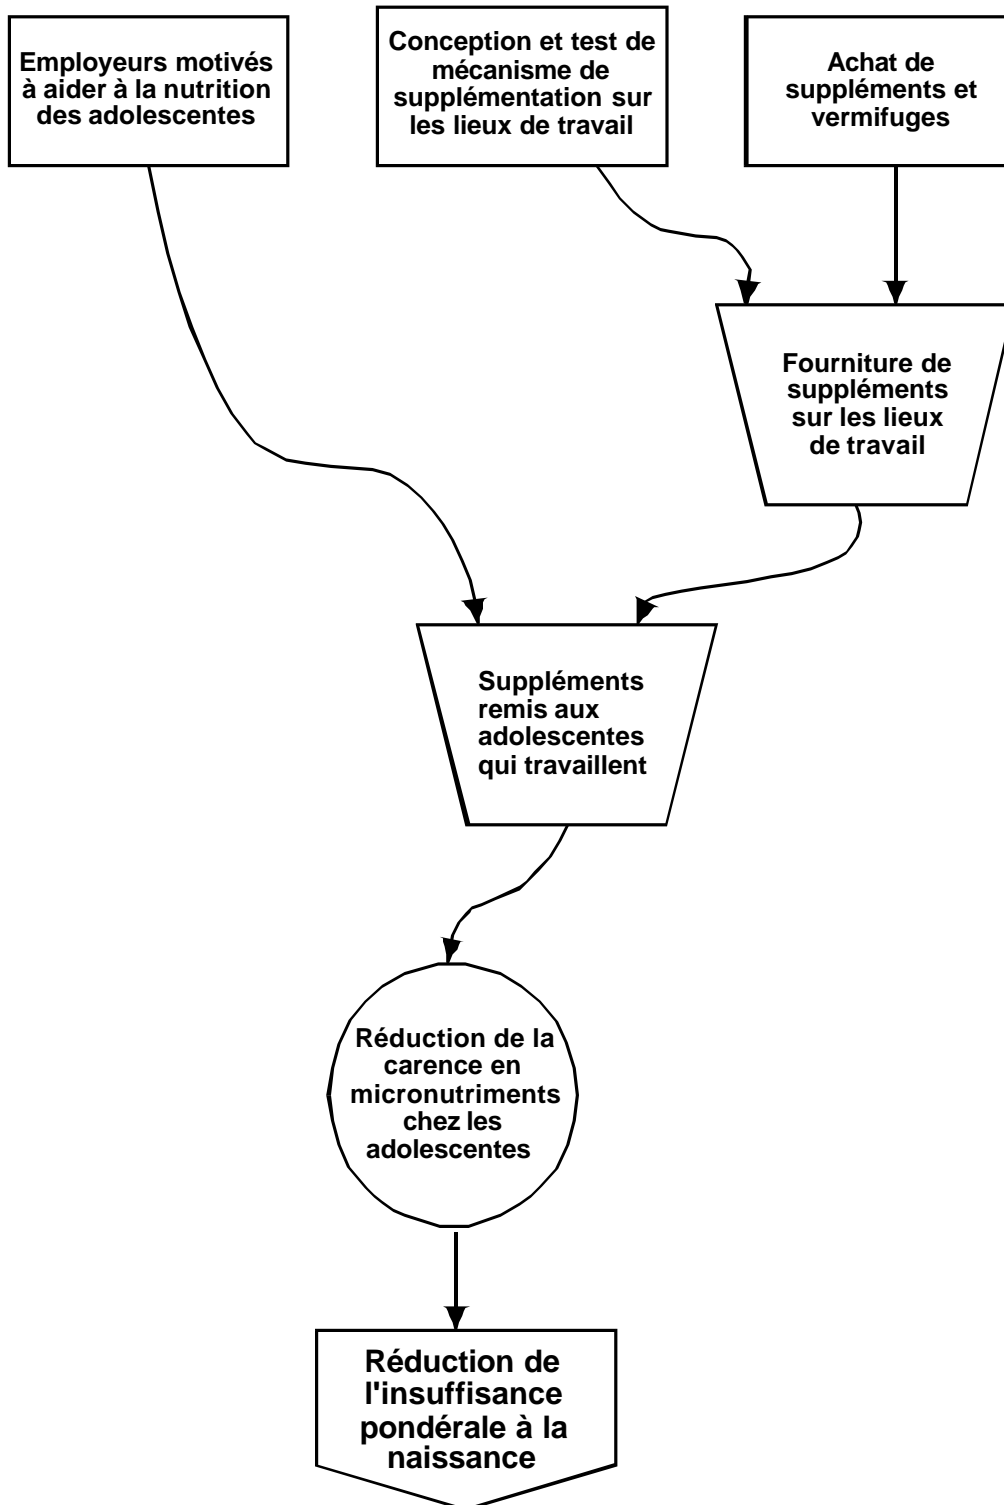 Employeurs motivés
à aider à la nutrition
des adolescentes
Conception et test de
mécanisme de
supplémentation sur
les lieux de travail
Achat de
suppléments et
vermifuges
Fourniture de
suppléments
sur les lieux
de travail
Suppléments
remis aux
adolescentes
qui travaillent
Réduction de la
carence en
micronutriments
chez les
adolescentes
Réduction de
l'insuffisance
pondérale à la
naissance